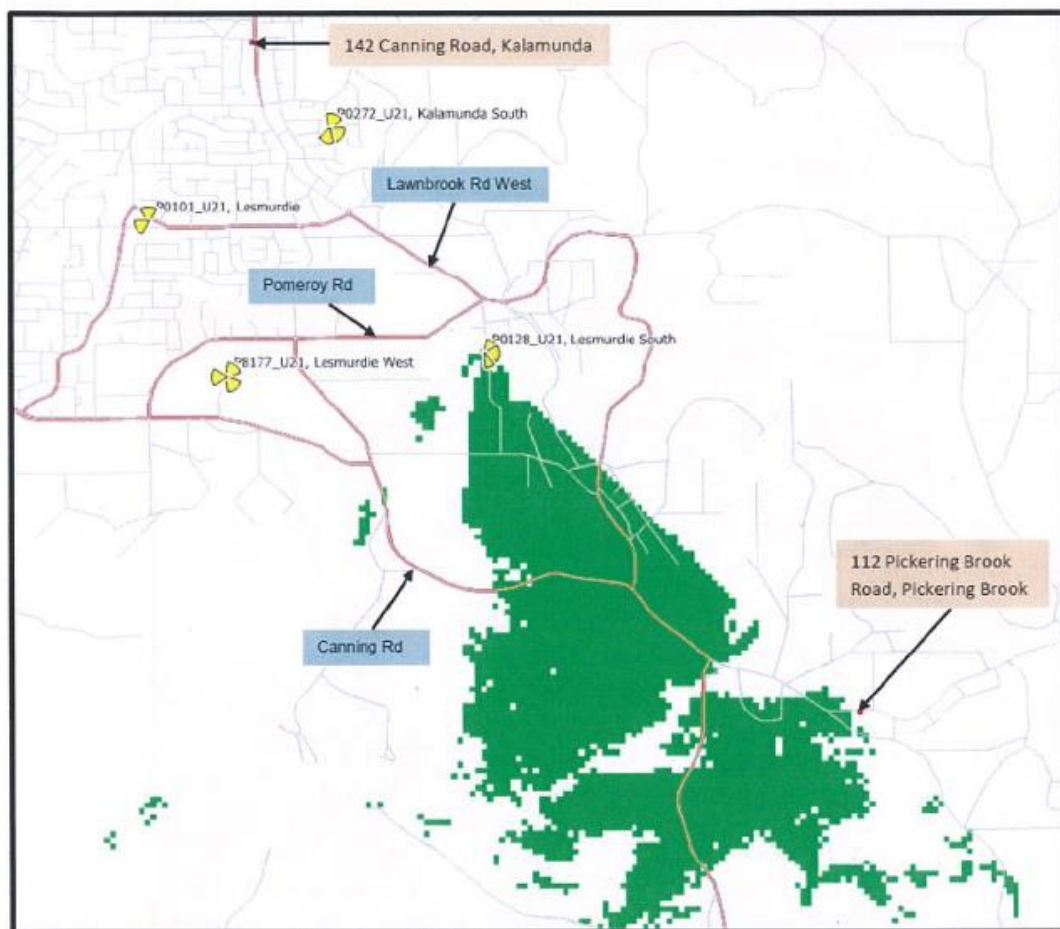 142 Canning Road, Kalamunda
P0272_U21, Kalamunda South
Lawnbrook Rd West
P0101_U21, Lesmurdie
Pomeroy Rd
P0128_U21, Lesmurdie South
P8177_U21, Lesmurdie West
112 Pickering Brook
Road, Pickering Brook
Canning Rd